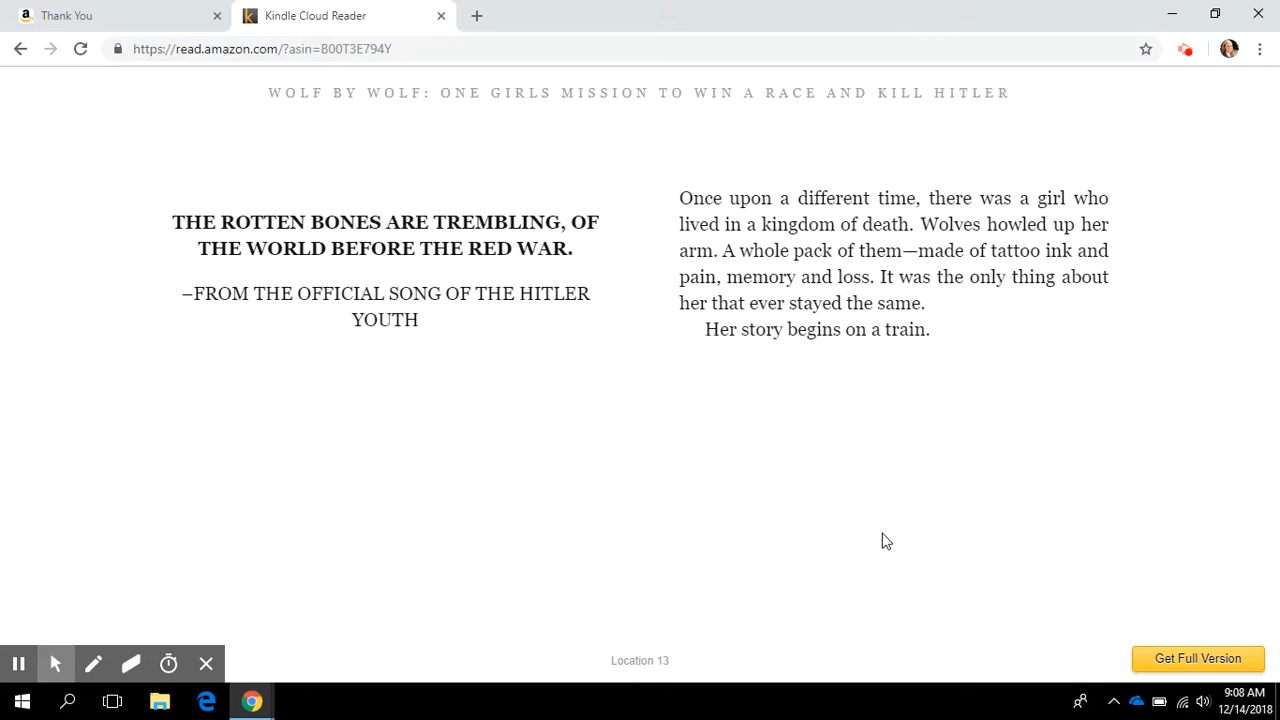 Thank You
Kindle Cloud Reader
https://read.amazon.com/?asin=B00T3E794Y
WOLF BY WOLF: ONE GIRLS MISSION TO WIN A RACE AND KILL HITLER
THE ROTTEN BONES ARE TREMBLING, OF
THE WORLD BEFORE THE RED WAR.
–FROM THE OFFICIAL SONG OF THE HITLER
YOUTH
Once upon a different time, there was a girl who
lived in a kingdom of death. Wolves howled up her
arm. A whole pack of them—made of tattoo ink and
pain, memory and loss. It was the only thing about
her that ever stayed the same.
Her story begins on a train.
Location 13
Get Full Version
9:08 AM
12/14/2018